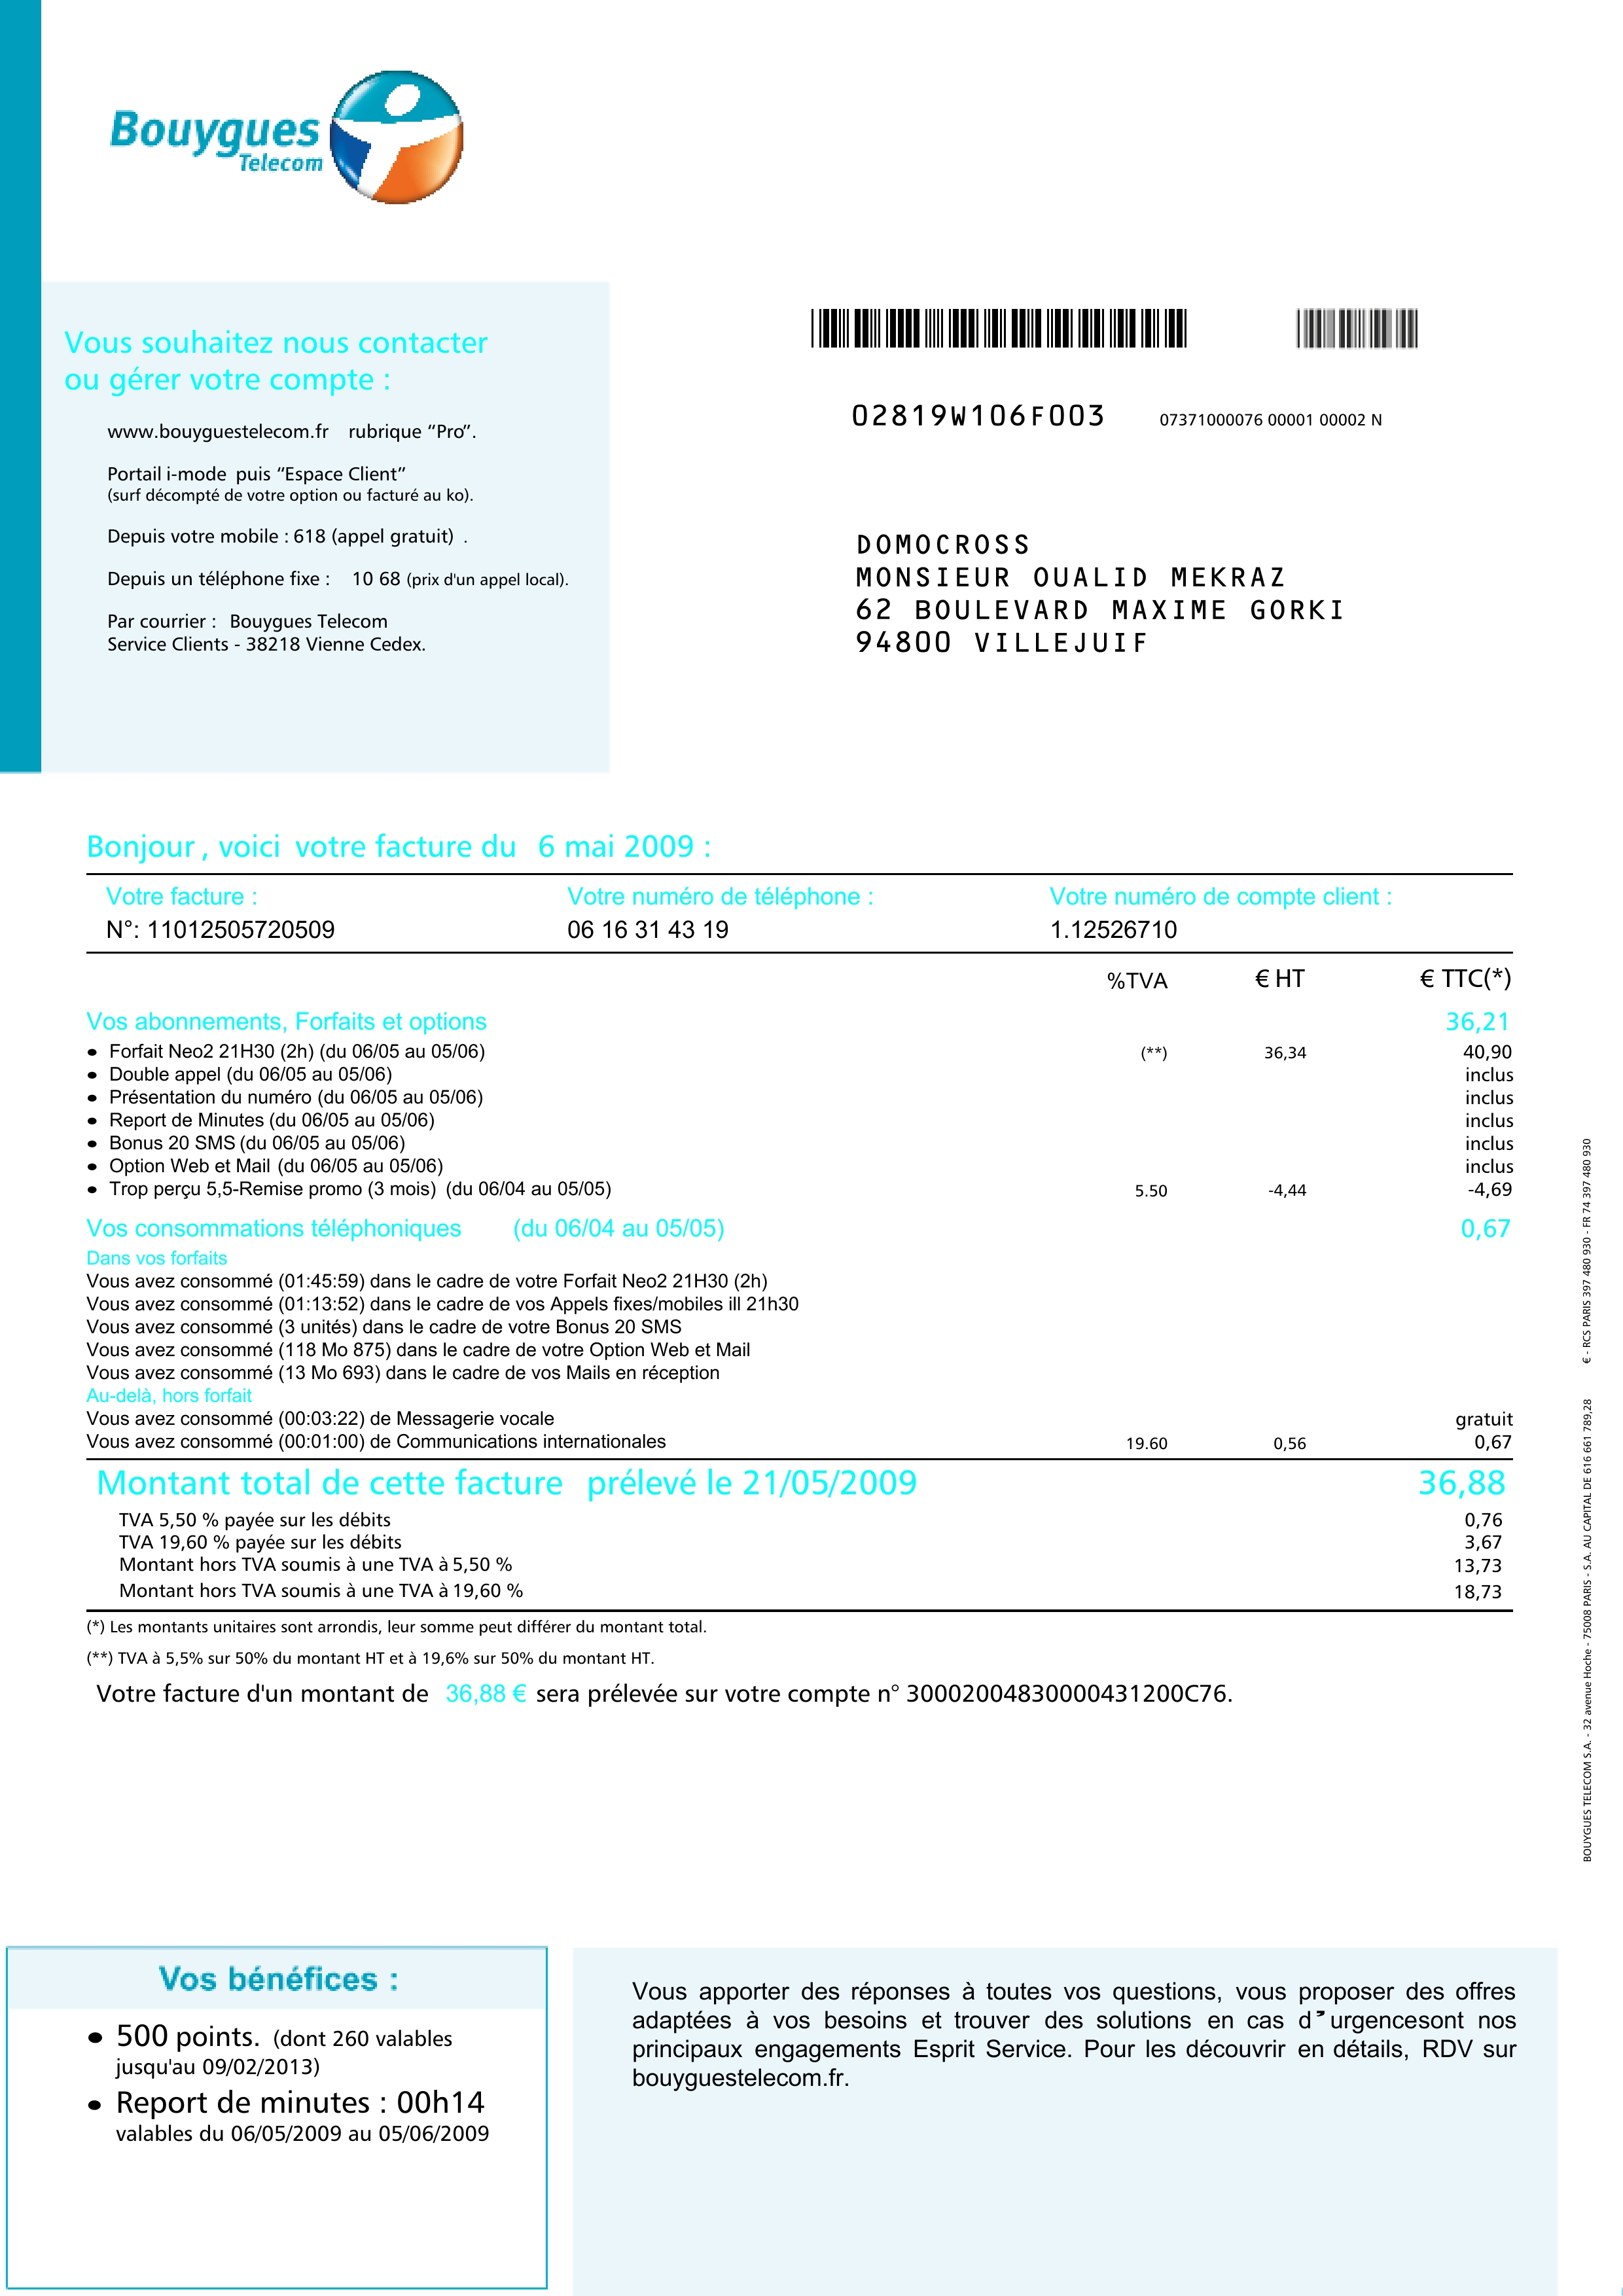 Bouygues
Telecom
Vous souhaitez nous contacter
ou gérer votre compte :
www.bouyguestelecom.fr rubrique “Pro”.
Portail i-mode puis “Espace Client”
(surf décompté de votre option ou facturé au ko).
Depuis votre mobile : 618 (appel gratuit) .
Depuis un téléphone fixe : 10 68 (prix d'un appel local).
Par courrier : Bouygues Telecom
Service Clients - 38218 Vienne Cedex.
02819W106F003 07371000076 00001 00002 N
DOMOCROSS
MONSIEUR OUALID MEKRAZ
62 BOULEVARD MAXIME GORKI
94800 VILLEJUIF
Bonjour , voici votre facture du 6 mai 2009 :
Votre facture : Votre numéro de téléphone : Votre numéro de compte client :
N°: 11012505720509 06 16 31 43 19 1.12526710
%TVA € HT € TTC(*)
Vos abonnements, Forfaits et options 36,21
• Forfait Neo2 21H30 (2h) (du 06/05 au 05/06) (**) 36,34 40,90
• Double appel (du 06/05 au 05/06) inclus
• Présentation du numéro (du 06/05 au 05/06) inclus
• Report de Minutes (du 06/05 au 05/06) inclus
• Bonus 20 SMS (du 06/05 au 05/06) inclus
• Option Web et Mail (du 06/05 au 05/06) inclus
• Trop perçu 5,5-Remise promo (3 mois) (du 06/04 au 05/05) 5.50 -4,44 -4,69
Vos consommations téléphoniques (du 06/04 au 05/05) 0,67
Dans vos forfaits
Vous avez consommé (01:45:59) dans le cadre de votre Forfait Neo2 21H30 (2h)
Vous avez consommé (01:13:52) dans le cadre de vos Appels fixes/mobiles ill 21h30
Vous avez consommé (3 unités) dans le cadre de votre Bonus 20 SMS
Vous avez consommé (118 Mo 875) dans le cadre de votre Option Web et Mail
Vous avez consommé (13 Mo 693) dans le cadre de vos Mails en réception
Au-delà, hors forfait
Vous avez consommé (00:03:22) de Messagerie vocale gratuit
Vous avez consommé (00:01:00) de Communications internationales 19.60 0,56 0,67
Montant total de cette facture prélevé le 21/05/2009 36,88
TVA 5,50 % payée sur les débits 0,76
TVA 19,60 % payée sur les débits 3,67
Montant hors TVA soumis à une TVA à 5,50 % 13,73
Montant hors TVA soumis à une TVA à 19,60 % 18,73
(*) Les montants unitaires sont arrondis, leur somme peut différer du montant total.
(**) TVA à 5,5% sur 50% du montant HT et à 19,6% sur 50% du montant HT.
Votre facture d'un montant de 36,88 € sera prélevée sur votre compte n° 30002004830000431200C76.
BOUYGUES TELECOM S.A. - 32 avenue Hoche - 75008 PARIS - S.A. AU CAPITAL DE 616 661 789,28 € - RCS PARIS 397 480 930 - FR 74 397 480 930
Vos bénéfices :
• 500 points. (dont 260 valables
jusqu'au 09/02/2013)
• Report de minutes : 00h14
valables du 06/05/2009 au 05/06/2009
Vous apporter des réponses à toutes vos questions, vous proposer des offres
adaptées à vos besoins et trouver des solutions en cas d’urgencesont nos
principaux engagements Esprit Service. Pour les découvrir en détails, RDV sur
bouyguestelecom.fr.